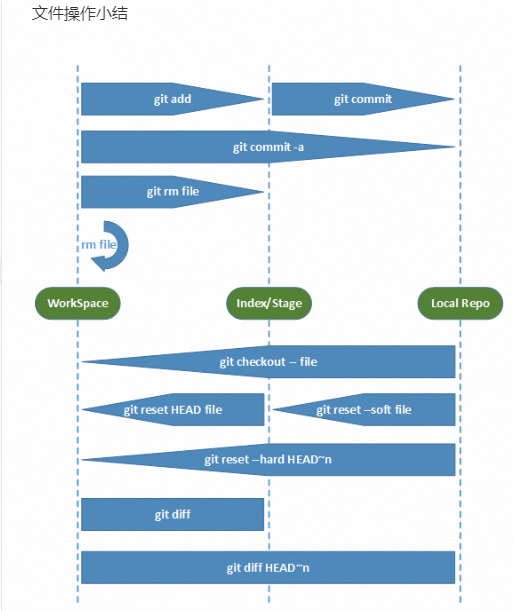 文件操作小结
git add
git commit
git commit -a
git rm file
rm file
WorkSpace
Index/Stage
Local Repo
git checkout -- file
git reset HEAD file
git reset --soft file
git reset --hard HEAD~n
git diff
git diff HEAD~n